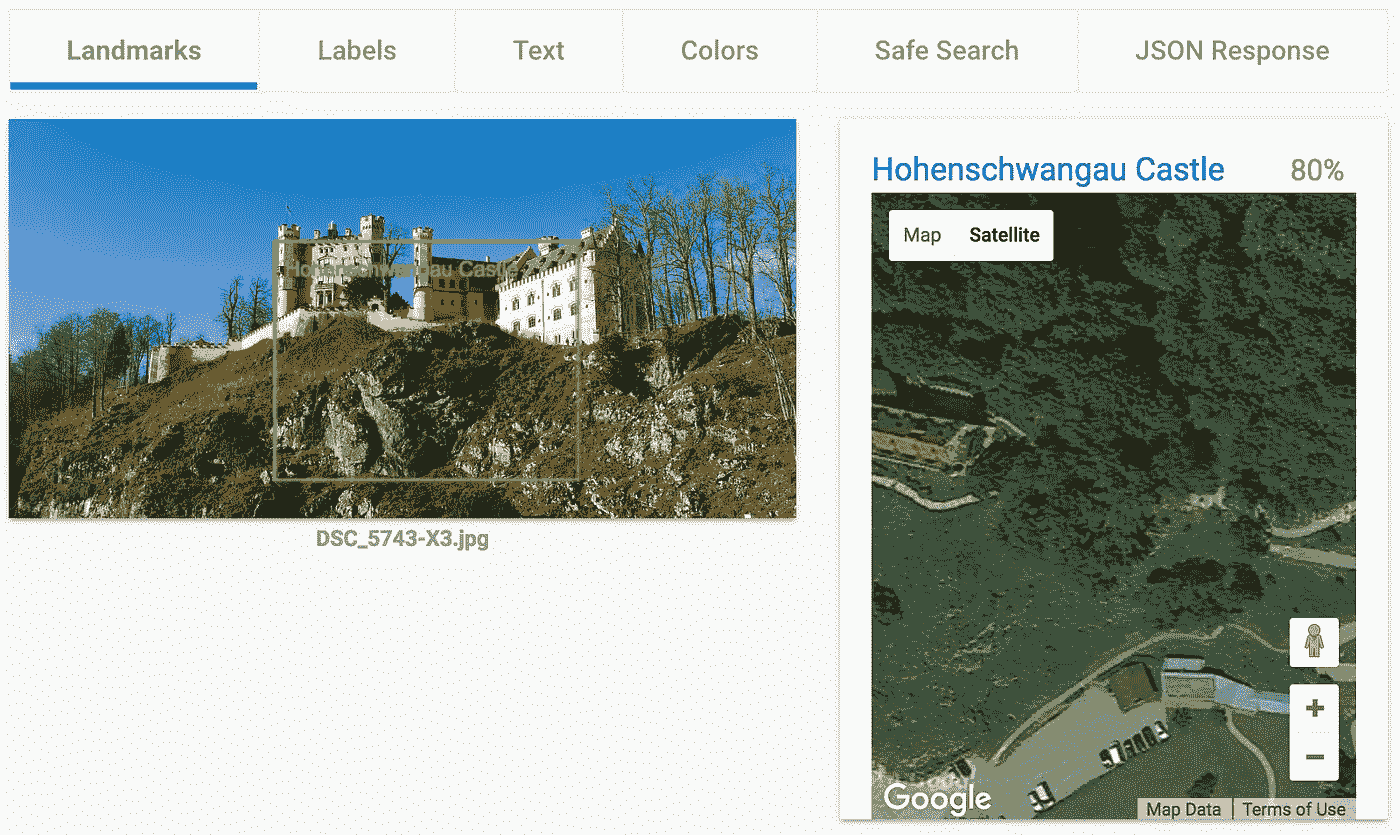 Landmarks Labels Text Colors Safe Search JSON Response
Hohenschwangau Castle
DSC_5743-X3.jpg
Hohenschwangau Castle 80%
Map Satellite
Google
Map Data Terms of Use